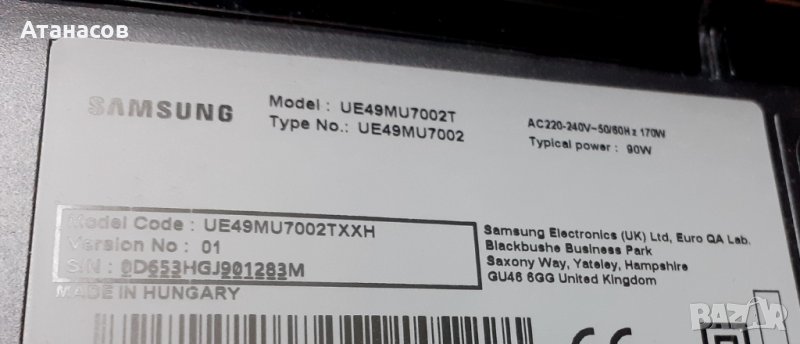 Атанасов
SAMSUNG
Model : UE49MU7002T
Type No.: UE49MU7002
AC220-240V~50/60Hz 170W
Typical power : 90W
Model Code : UE49MU7002TXXH
Version No : 01
S/N : 0D653HGJ901283M
MADE IN HUNGARY
Samsung Electronics (UK) Ltd, Euro QA Lab.
Blackbushe Business Park
Saxony Way, Yateley, Hampshire
GU46 6GG United Kingdom
BAZAR